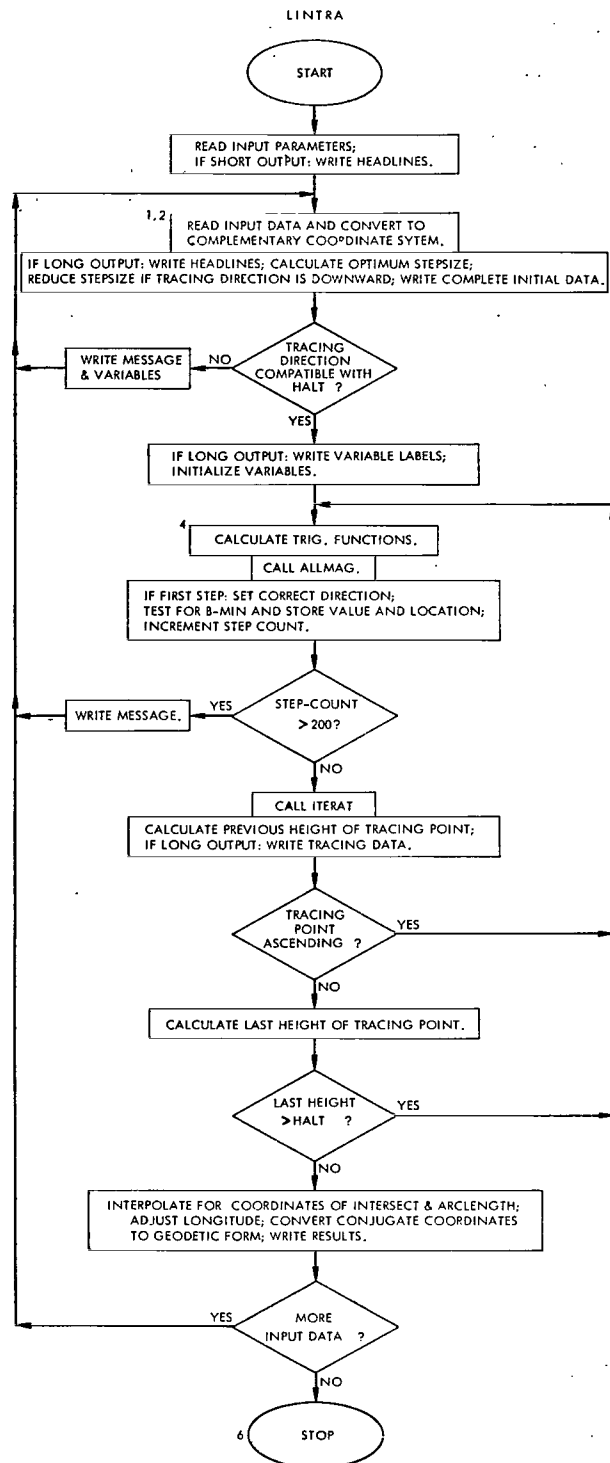 LINTRA
START
READ INPUT PARAMETERS;
IF SHORT OUTPUT: WRITE HEADLINES.
1,2
READ INPUT DATA AND CONVERT TO
COMPLEMENTARY COORDINATE SYTEM.
IF LONG OUTPUT: WRITE HEADLINES; CALCULATE OPTIMUM STEPSIZE;
REDUCE STEPSIZE IF TRACING DIRECTION IS DOWNWARD; WRITE COMPLETE INITIAL DATA.
TRACING
DIRECTION
COMPATIBLE WITH
HALT ?
NO
WRITE MESSAGE
& VARIABLES
YES
IF LONG OUTPUT: WRITE VARIABLE LABELS;
INITIALIZE VARIABLES.
4
CALCULATE TRIG. FUNCTIONS.
CALL ALLMAG.
IF FIRST STEP: SET CORRECT DIRECTION;
TEST FOR B-MIN AND STORE VALUE AND LOCATION;
INCREMENT STEP COUNT.
STEP-COUNT
> 200?
YES
WRITE MESSAGE.
NO
CALL ITERAT
CALCULATE PREVIOUS HEIGHT OF TRACING POINT;
IF LONG OUTPUT: WRITE TRACING DATA.
TRACING
POINT
ASCENDING ?
YES
NO
CALCULATE LAST HEIGHT OF TRACING POINT.
LAST HEIGHT
>HALT ?
YES
NO
INTERPOLATE FOR COORDINATES OF INTERSECT & ARCLENGTH;
ADJUST LONGITUDE; CONVERT CONJUGATE COORDINATES
TO GEODETIC FORM; WRITE RESULTS.
MORE
INPUT DATA ?
YES
NO
6
STOP